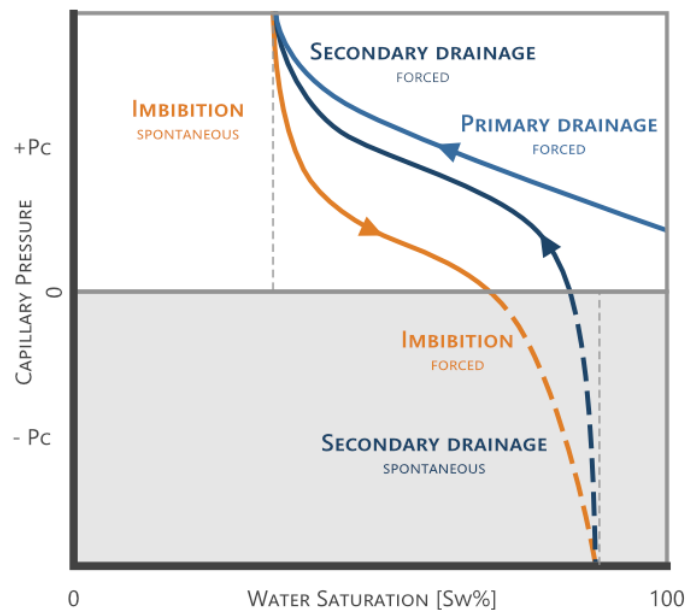 SECONDARY DRAINAGE
FORCED
IMBIBITION
SPONTANEOUS
PRIMARY DRAINAGE
FORCED
+PC
CAPILLARY PRESSURE
0
IMBIBITION
FORCED
- PC
SECONDARY DRAINAGE
SPONTANEOUS
0
WATER SATURATION [SW%]
100